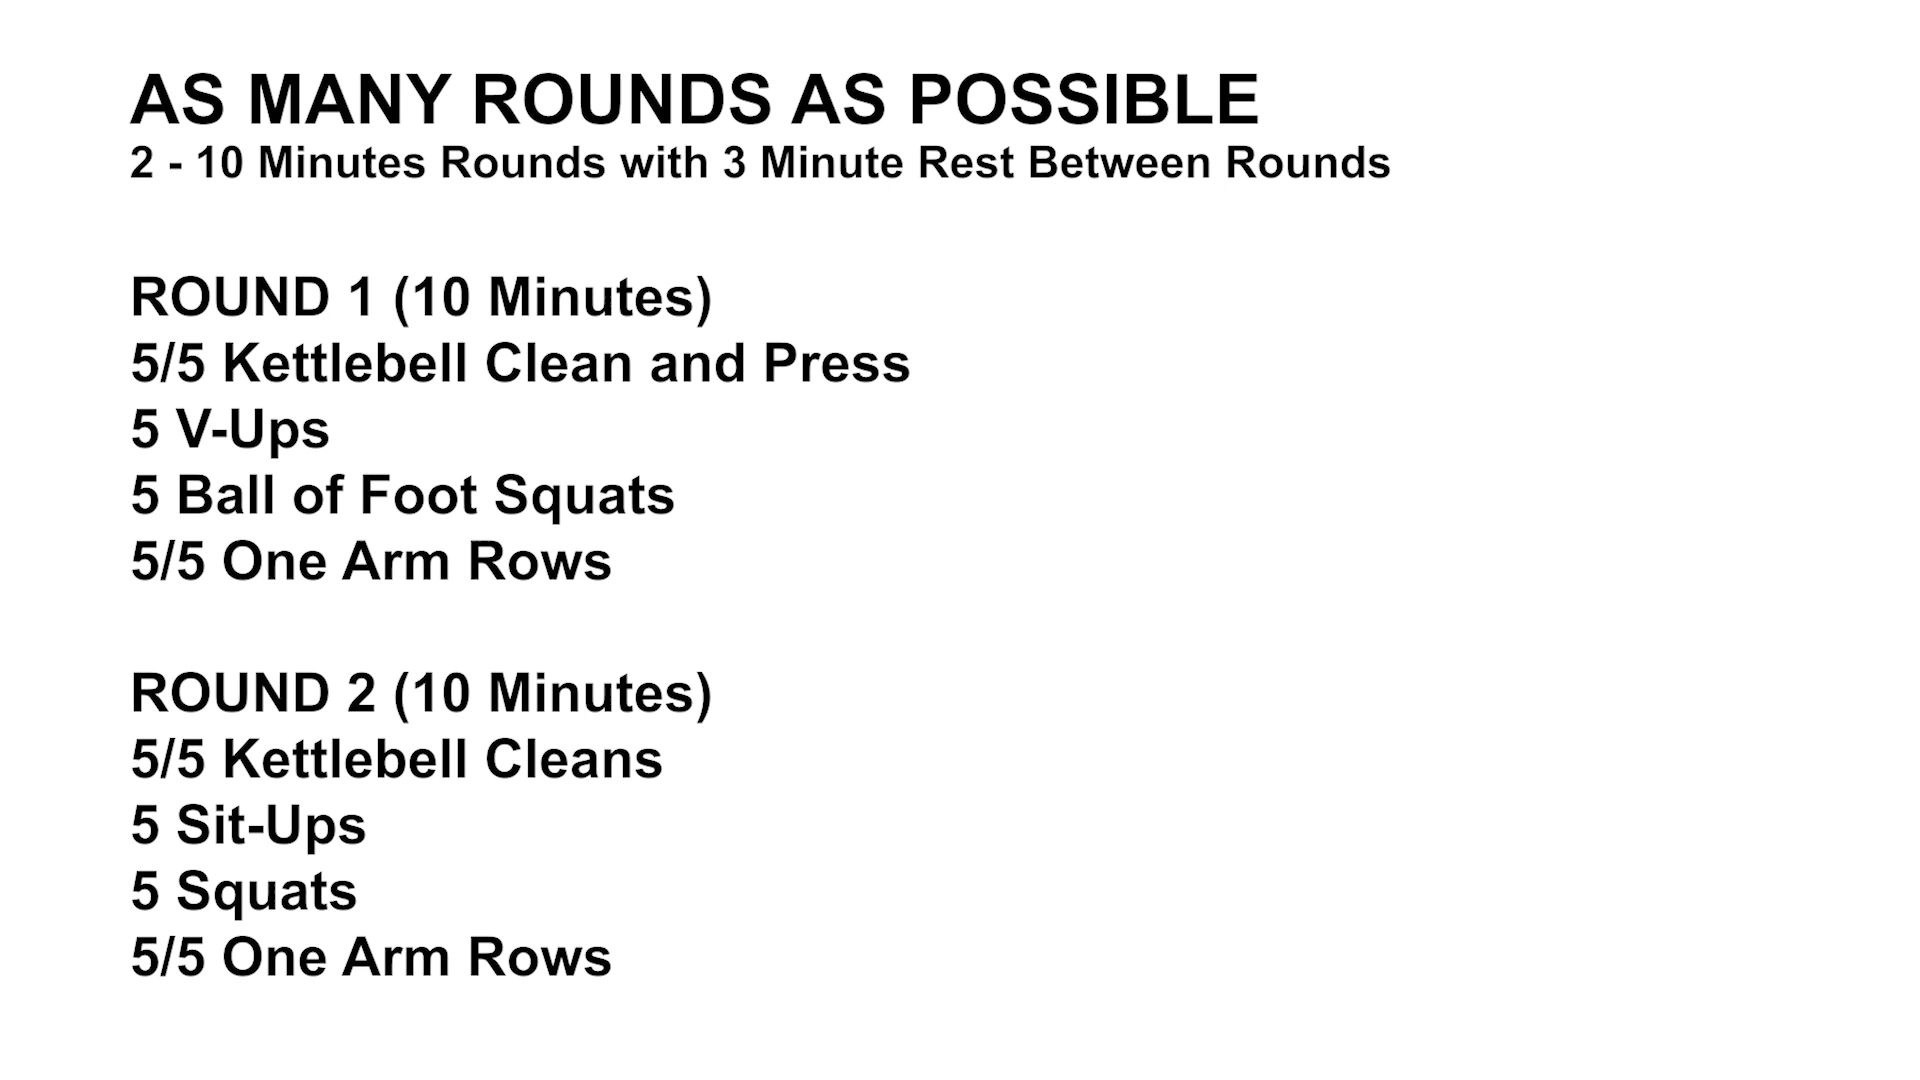 AS MANY ROUNDS AS POSSIBLE
2 - 10 Minutes Rounds with 3 Minute Rest Between Rounds
ROUND 1 (10 Minutes)
5/5 Kettlebell Clean and Press
5 V-Ups
5 Ball of Foot Squats
5/5 One Arm Rows
ROUND 2 (10 Minutes)
5/5 Kettlebell Cleans
5 Sit-Ups
5 Squats
5/5 One Arm Rows